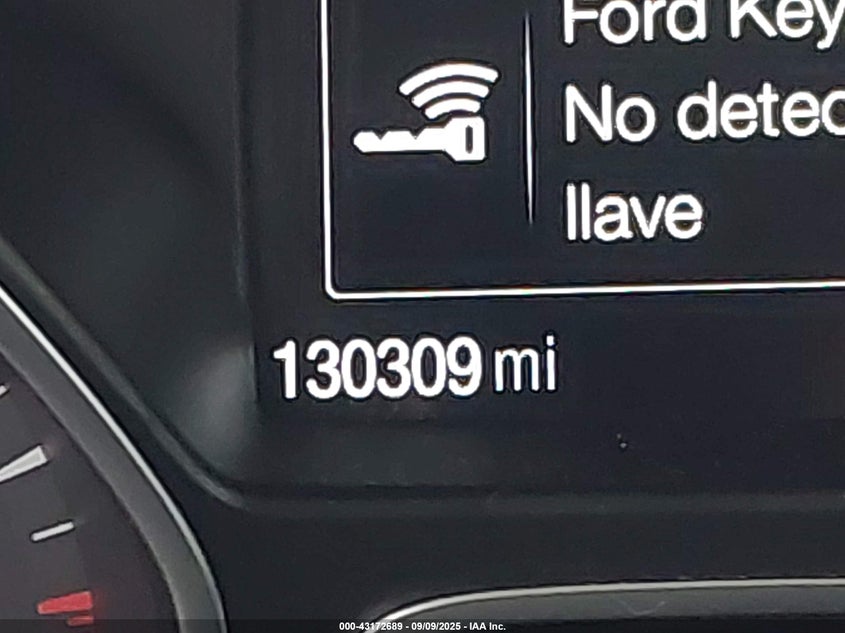 Ford Key
No detec
llave
130309 mi
000-43172689 - 09/09/2025 - IAA Inc.